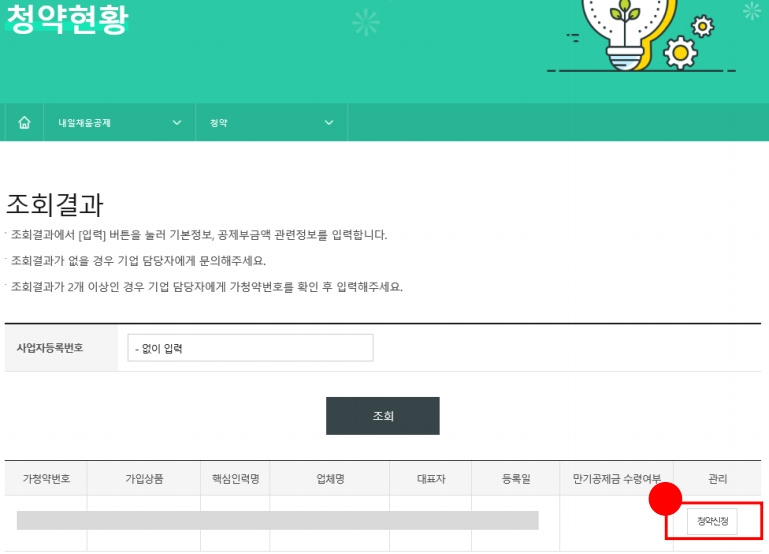 청약현황
내일채움공제
청약
조회결과
· 조회결과에서 [입력] 버튼을 눌러 기본정보, 공제부금액 관련정보를 입력합니다.
· 조회결과가 없을 경우 기업 담당자에게 문의해주세요.
· 조회결과가 2개 이상인 경우 기업 담당자에게 가청약번호를 확인 후 입력해주세요.
사업자등록번호
- 없이 입력
조회
가청약번호 가입상품 핵심인력명 업체명 대표자 등록일 만기공제금 수령여부 관리
청약신청